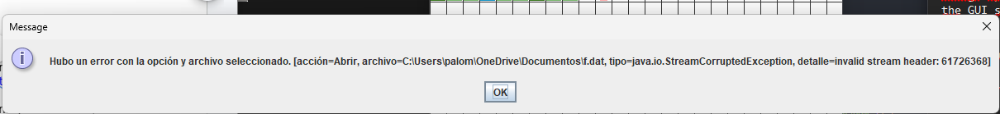 the GUI s
Message
Hubo un error con la opción y archivo seleccionado. [acción=Abrir, archivo=C:\Users\palom\OneDrive\Documentos\f.dat, tipo=java.io.StreamCorruptedException, detalle=invalid stream header: 61726368]
OK